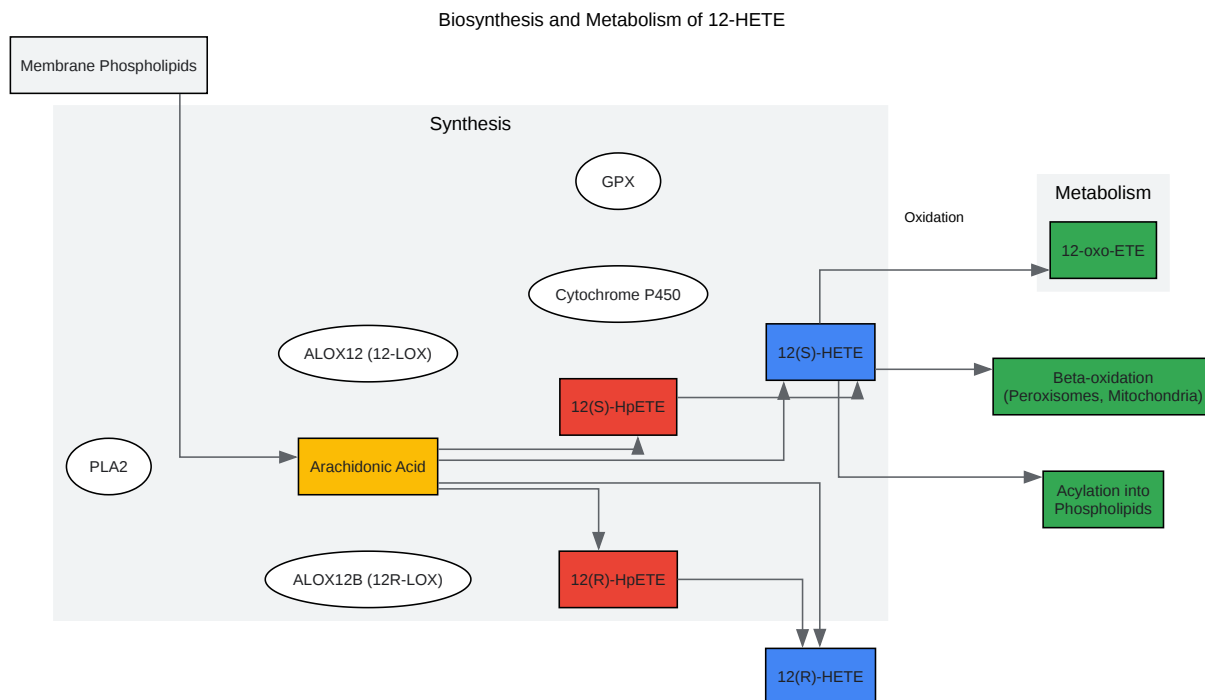 Biosynthesis and Metabolism of 12-HETE
Membrane Phospholipids
Synthesis
GPX
Metabolism
Oxidation
12-oxo-ETE
Cytochrome P450
ALOX12 (12-LOX)
12(S)-HETE
Beta-oxidation
(Peroxisomes, Mitochondria)
12(S)-HpETE
PLA2
Arachidonic Acid
Acylation into
Phospholipids
ALOX12B (12R-LOX)
12(R)-HpETE
12(R)-HETE